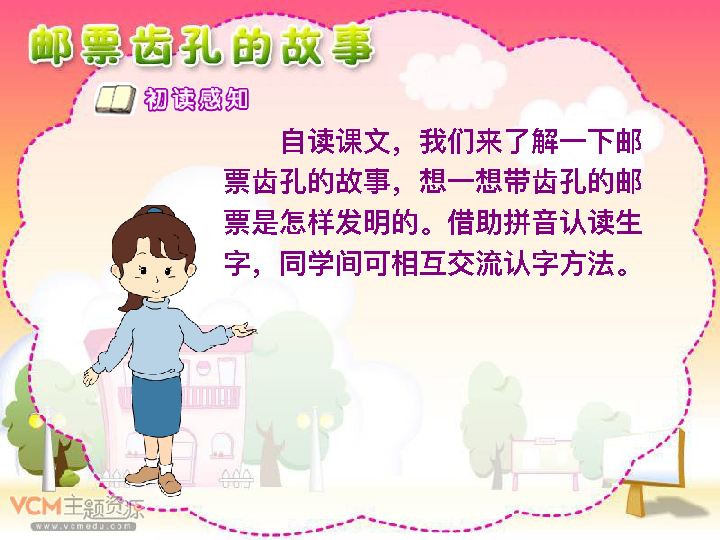 邮票齿孔的故事
初读感知
自读课文，我们来了解一下邮
票齿孔的故事，想一想带齿孔的邮
票是怎样发明的。借助拼音认读生
字，同学间可相互交流认字方法。
VCM主题资源
www.vcmedu.com